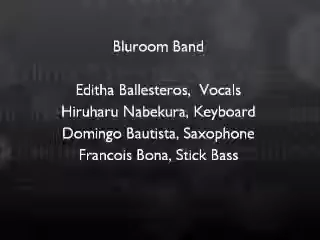 Bluroom Band
Editha Ballesteros, Vocals
Hiruharu Nabekura, Keyboard
Domingo Bautista, Saxophone
Francois Bona, Stick Bass